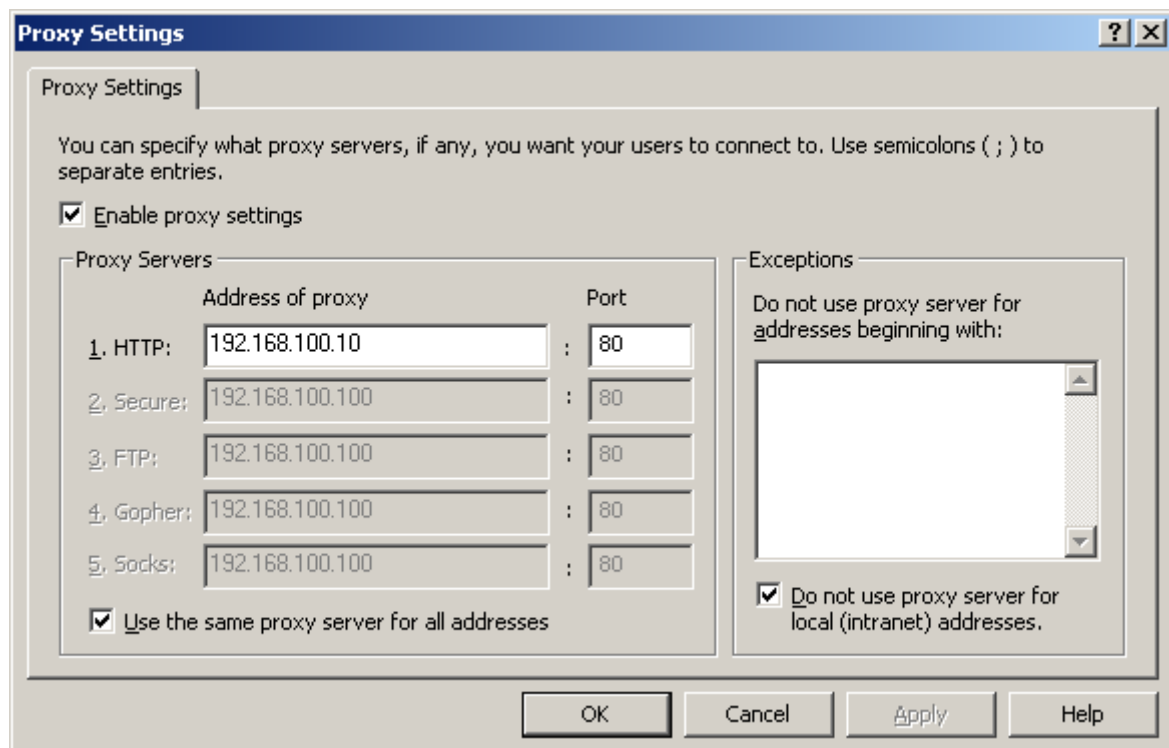 Proxy Settings
Proxy Settings
You can specify what proxy servers, if any, you want your users to connect to. Use semicolons ( ; ) to
separate entries.
Enable proxy settings
Proxy Servers
Address of proxy Port
1. HTTP: 192.168.100.10 : 80
2. Secure: 192.168.100.100 : 80
3. FTP: 192.168.100.100 : 80
4. Gopher: 192.168.100.100 : 80
5. Socks: 192.168.100.100 : 80
Use the same proxy server for all addresses
Exceptions
Do not use proxy server for
addresses beginning with:
Do not use proxy server for
local (intranet) addresses.
OK Cancel Apply Help